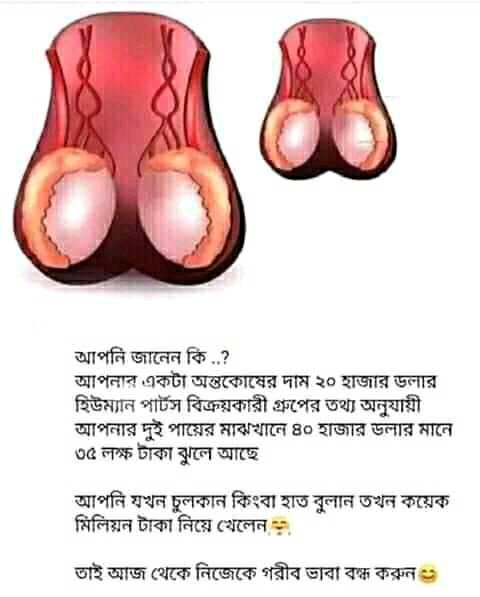 আপনি জানেন কি ..?
আপনার একটা অন্তকোষের দাম ২০ হাজার ডলার
হিউম্যান পার্টস বিক্রয়কারী গ্রুপের তথ্য অনুযায়ী
আপনার দুই পায়ের মাঝখানে ৪০ হাজার ডলার মানে
৩৫ লক্ষ টাকা ঝুলে আছে
আপনি যখন চুলকান কিংবা হাত বুলান তখন কয়েক
মিলিয়ন টাকা নিয়ে খেলেন🤗
তাই আজ থেকে নিজেকে গরীব ভাবা বন্ধ করুন😊